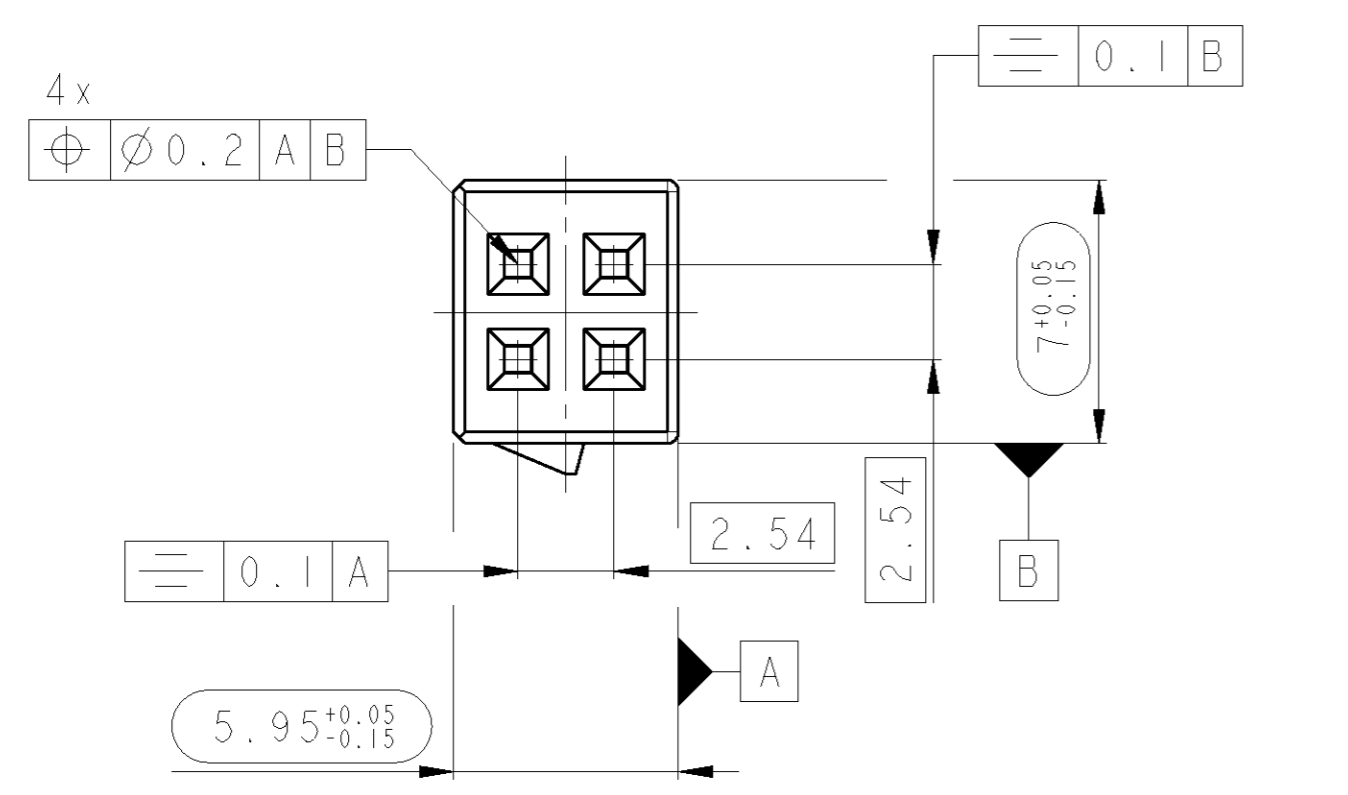 ⌯ 0.1 B
4x
⌖ ⌀0.2 A B
7 +0.05 -0.15
2.54
2.54
⌯ 0.1 A
B
A
5.95 +0.05 -0.15